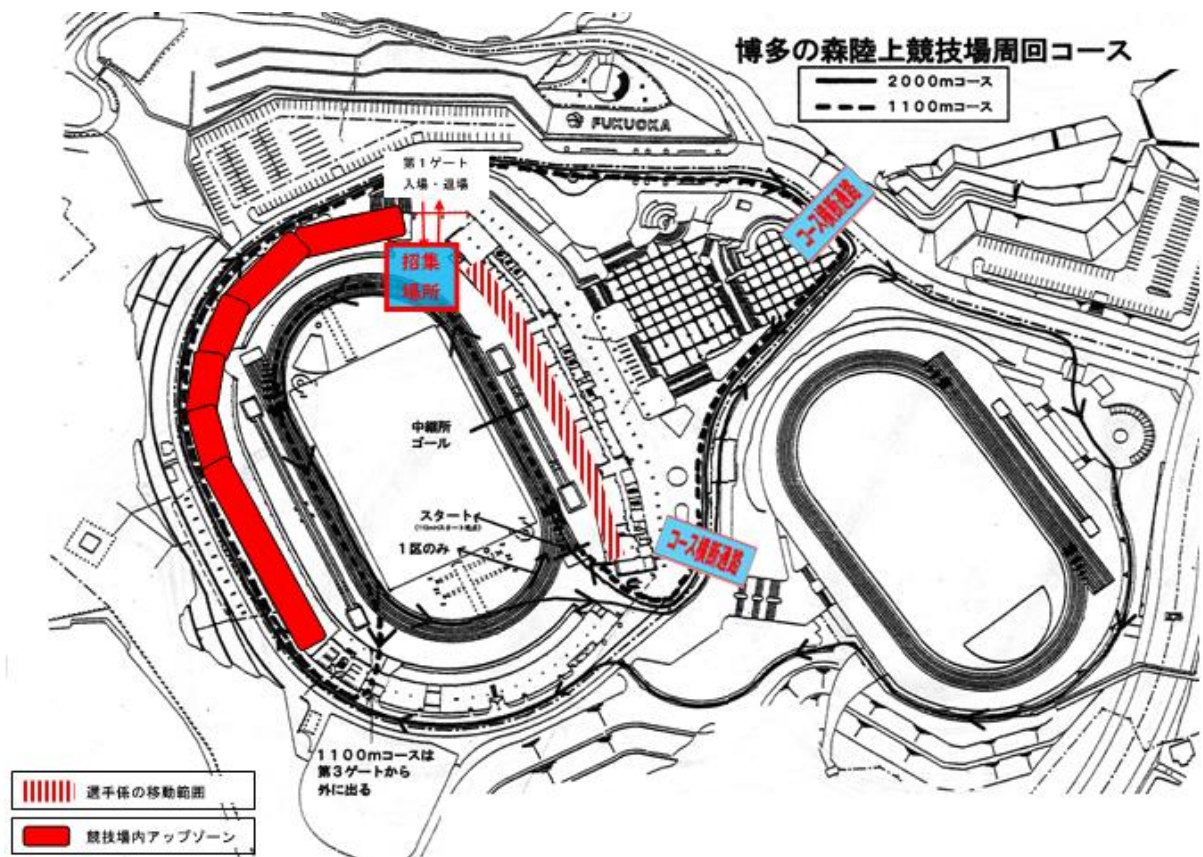 博多の森陸上競技場周回コース
2000mコース
1100mコース
FUKUOKA
第1ゲート
入場・退場
招集
場所
コース横断通路
中継所
ゴール
スタート
1区のみ
コース横断通路
1100mコースは
第3ゲートから
外に出る
選手係の移動範囲
競技場内アップゾーン